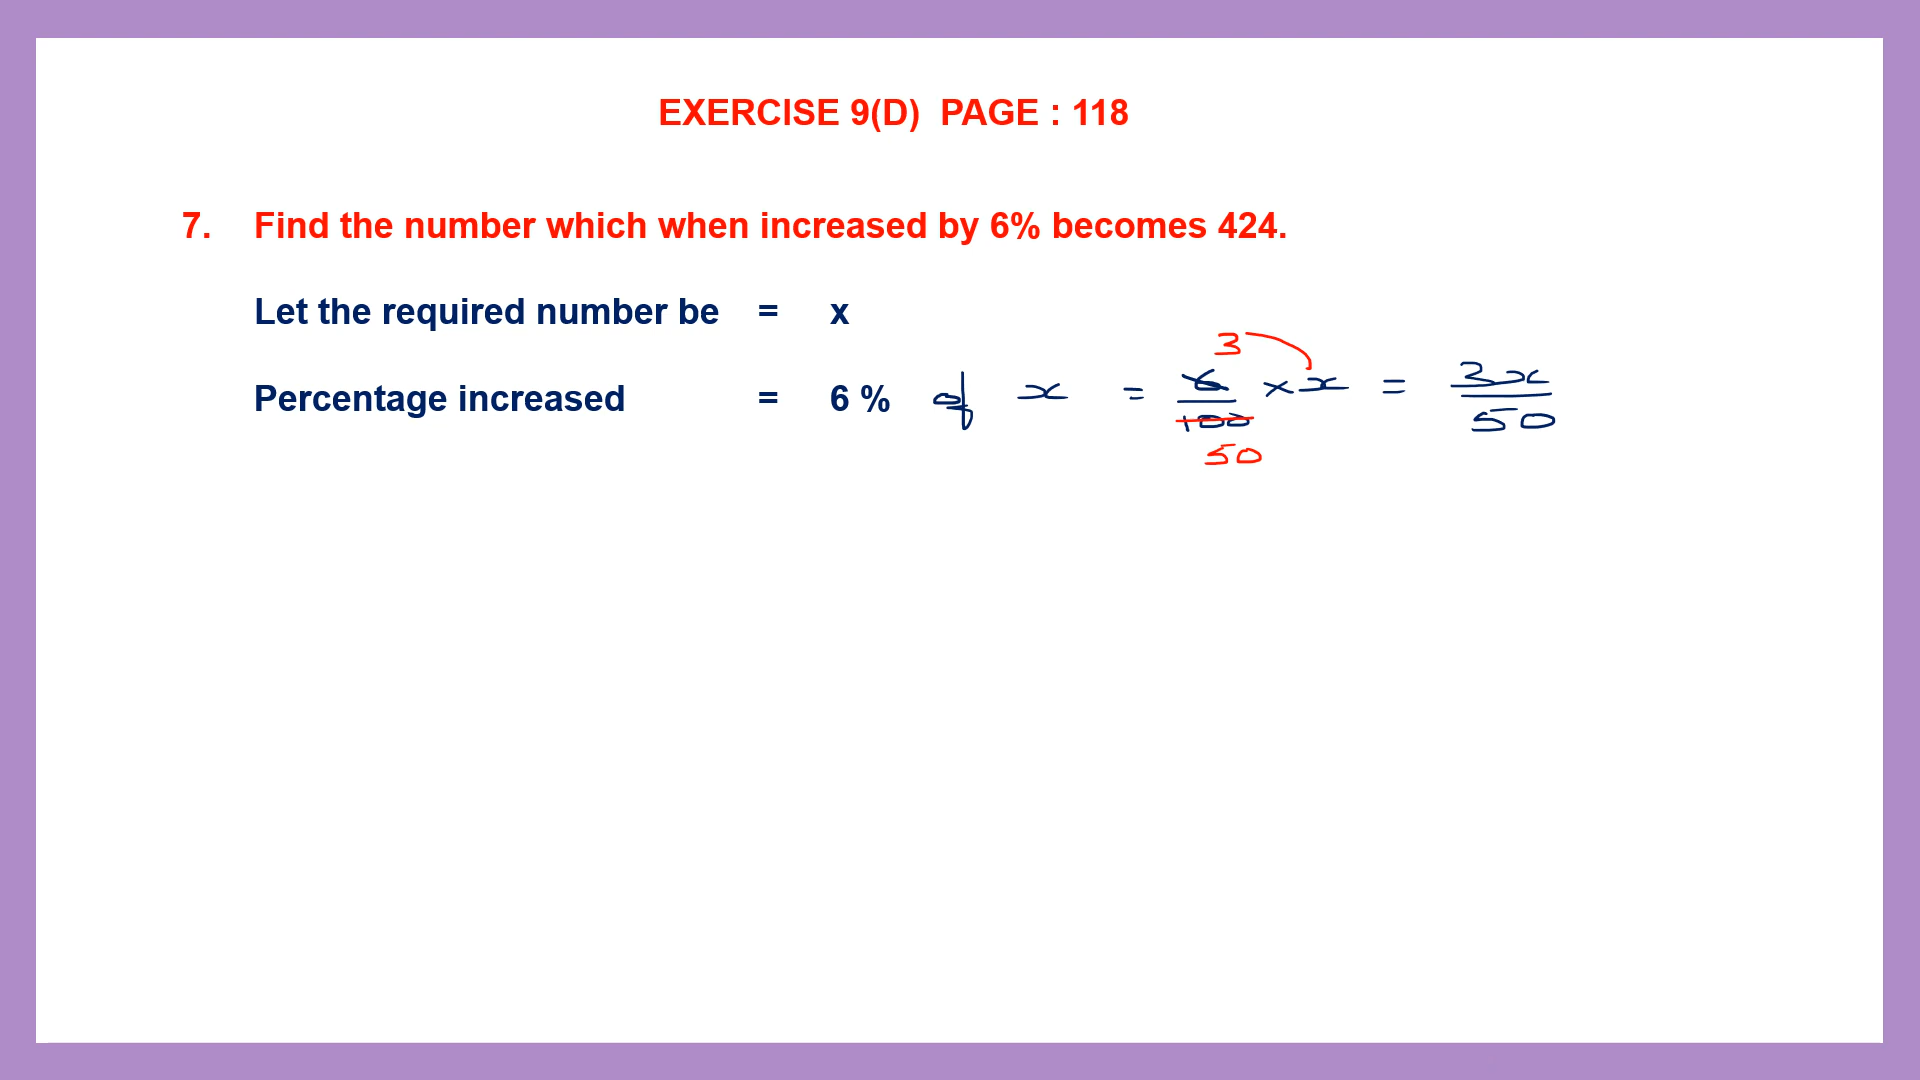 EXERCISE 9(D) PAGE : 118
7. Find the number which when increased by 6% becomes 424.
Let the required number be = x
3
Percentage increased = 6 % of x = 6/100 × x = 3x/50
50